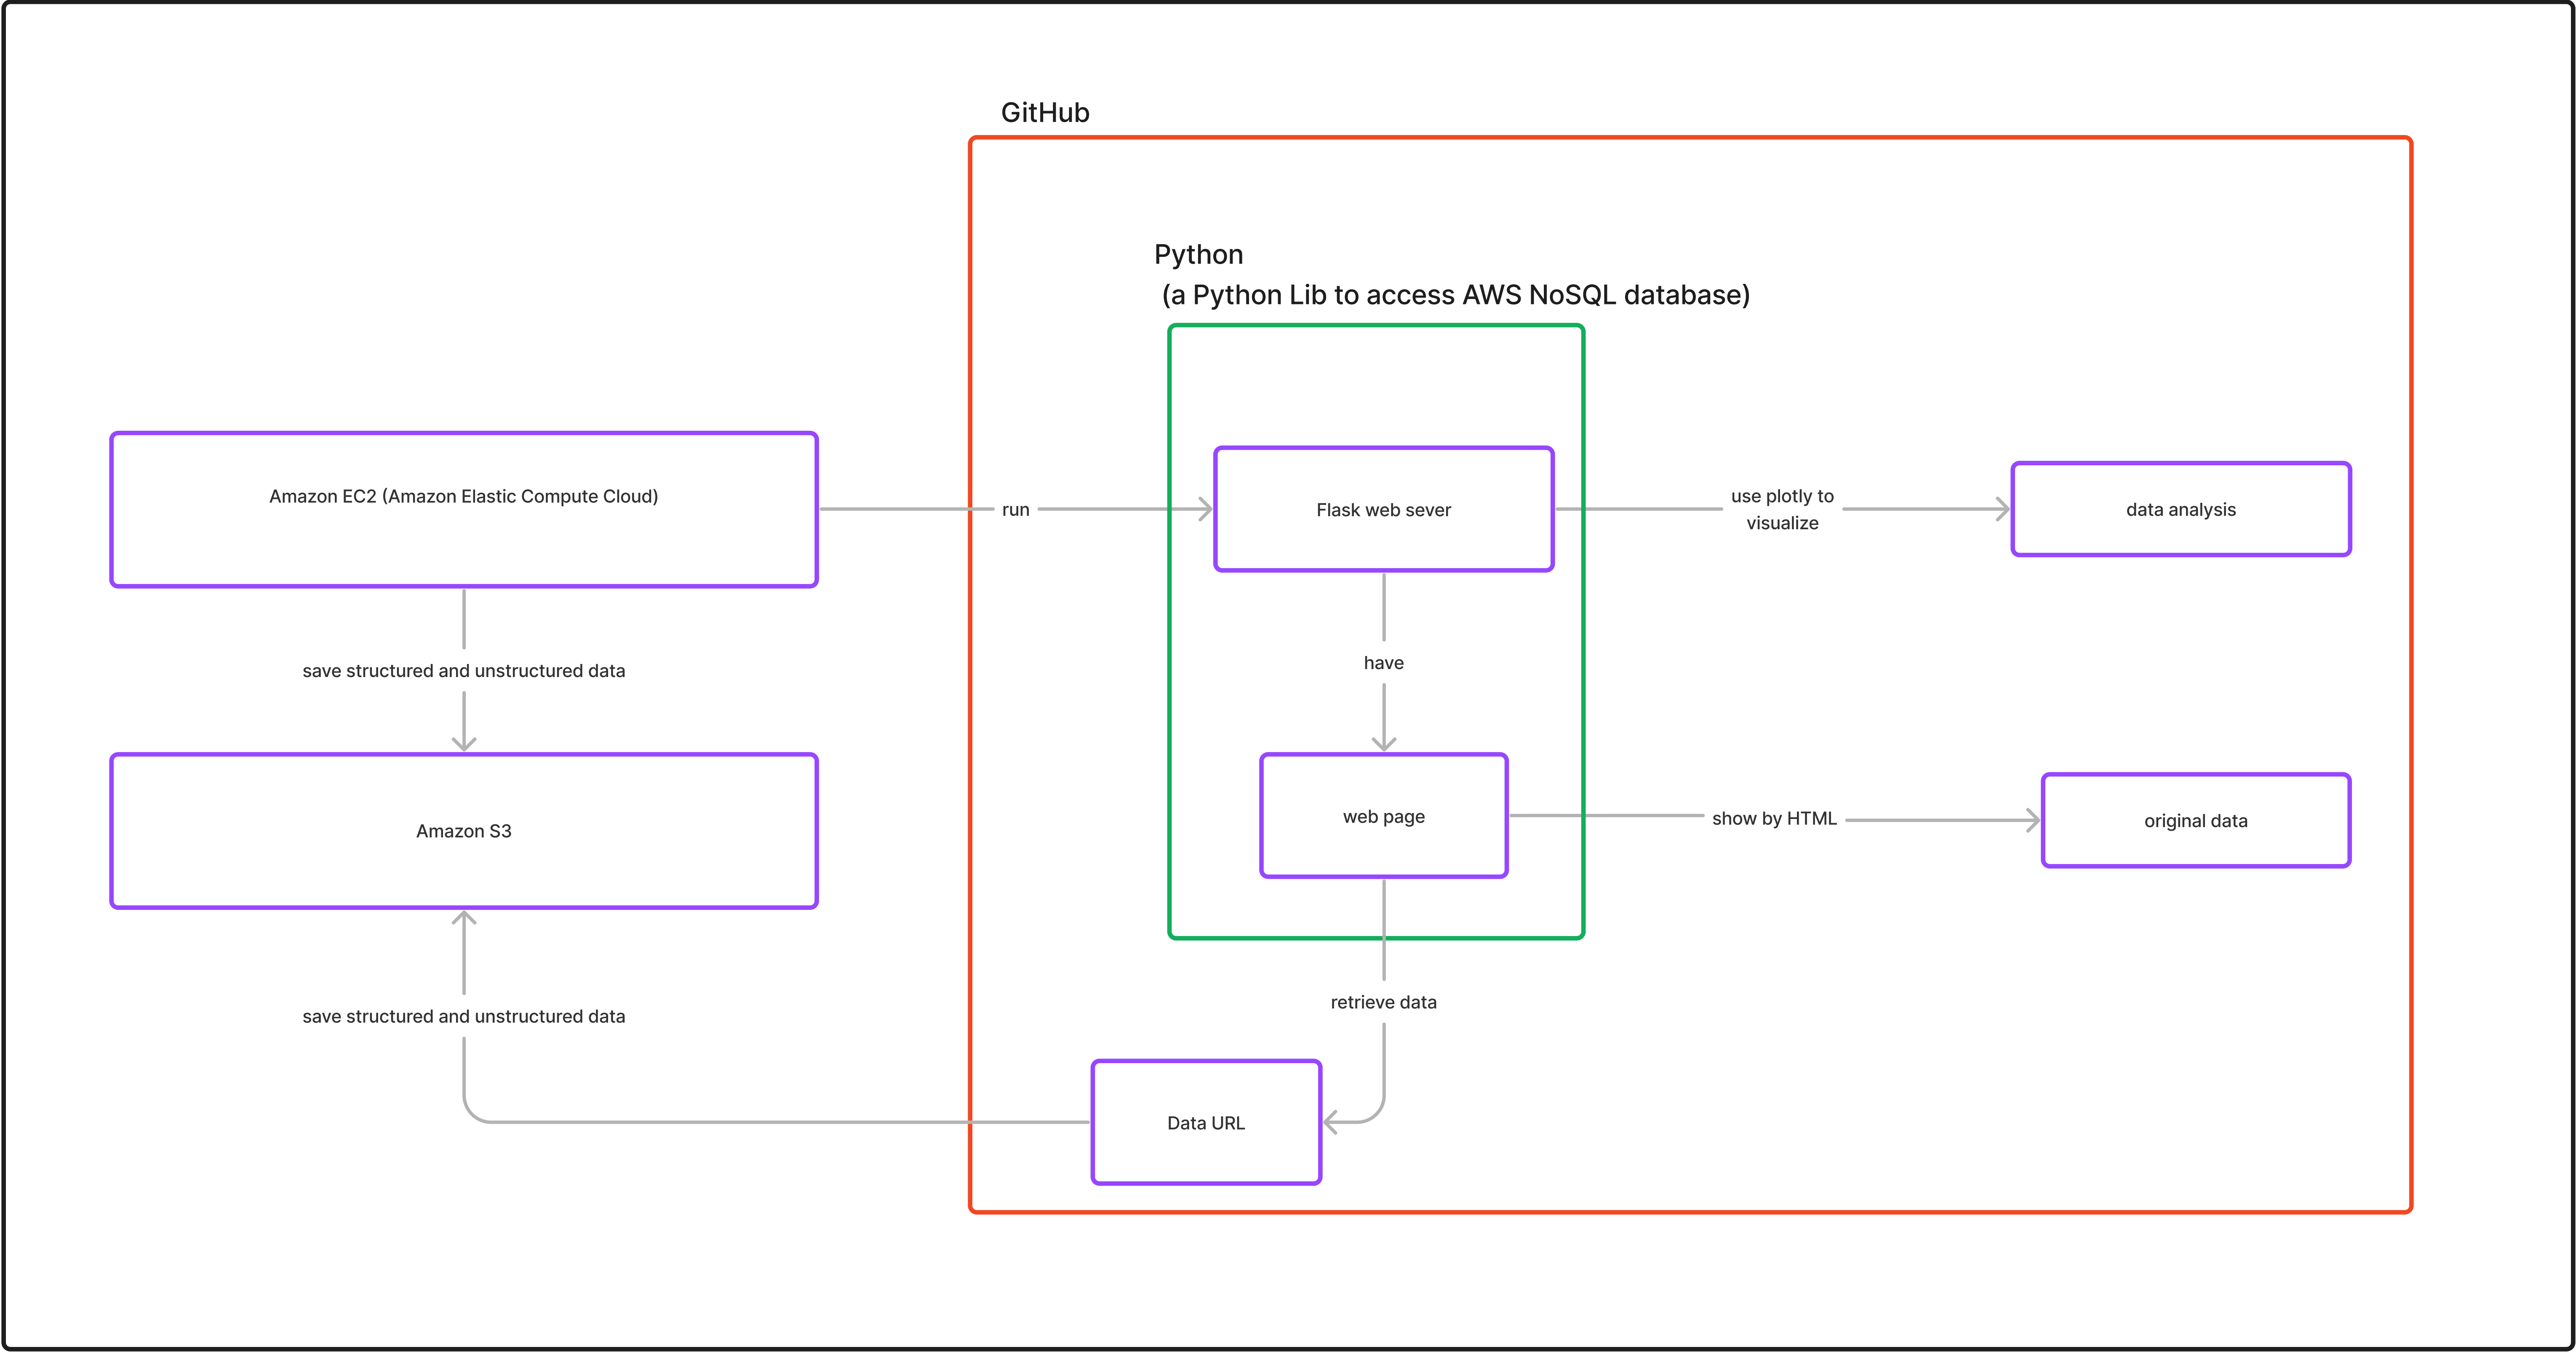 GitHub
Python
(a Python Lib to access AWS NoSQL database)
Amazon EC2 (Amazon Elastic Compute Cloud)
run
Flask web sever
use plotly to
visualize
data analysis
save structured and unstructured data
have
Amazon S3
web page
show by HTML
original data
save structured and unstructured data
retrieve data
Data URL